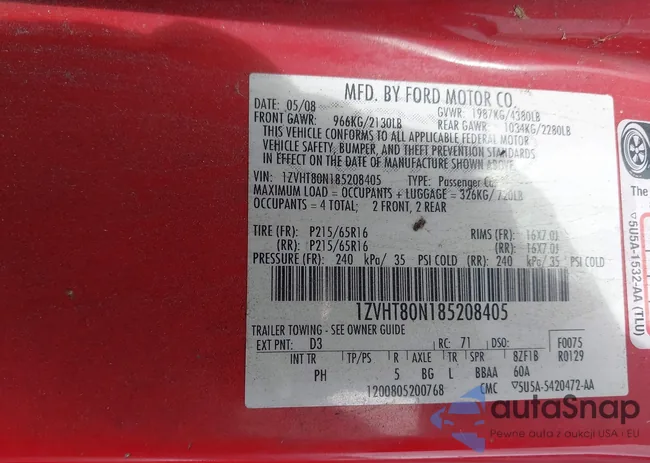 MFD. BY FORD MOTOR CO.
DATE: 05/08 GVWR: 1987KG/4380LB
FRONT GAWR: 966KG/2130LB REAR GAWR: 1034KG/2280LB
THIS VEHICLE CONFORMS TO ALL APPLICABLE FEDERAL MOTOR
VEHICLE SAFETY, BUMPER, AND THEFT PREVENTION STANDARDS
IN EFFECT ON THE DATE OF MANUFACTURE SHOWN ABOVE
VIN: 1ZVHT80N185208405 TYPE: Passenger Car
MAXIMUM LOAD = OCCUPANTS + LUGGAGE = 326KG/ 720LB
OCCUPANTS = 4 TOTAL; 2 FRONT, 2 REAR
TIRE (FR): P215/65R16 RIMS (FR): 16X7.0J
(RR): P215/65R16 (RR): 16X7.0J
PRESSURE (FR): 240 kPa/ 35 PSI COLD (RR): 240 kPa/ 35 PSI COLD
1ZVHT80N185208405
TRAILER TOWING - SEE OWNER GUIDE
EXT PNT: D3 RC: 71 DSO: F0075
INT TR TP/PS R AXLE TR SPR 8ZF1B R0129
PH 5 BG L BBAA 60A
1200805200768 CMC ▽5U5A-5420472-AA
The
▽5U5A-1532-AA (TLU)
autoSnap
Pewne auta z aukcji USA i EU